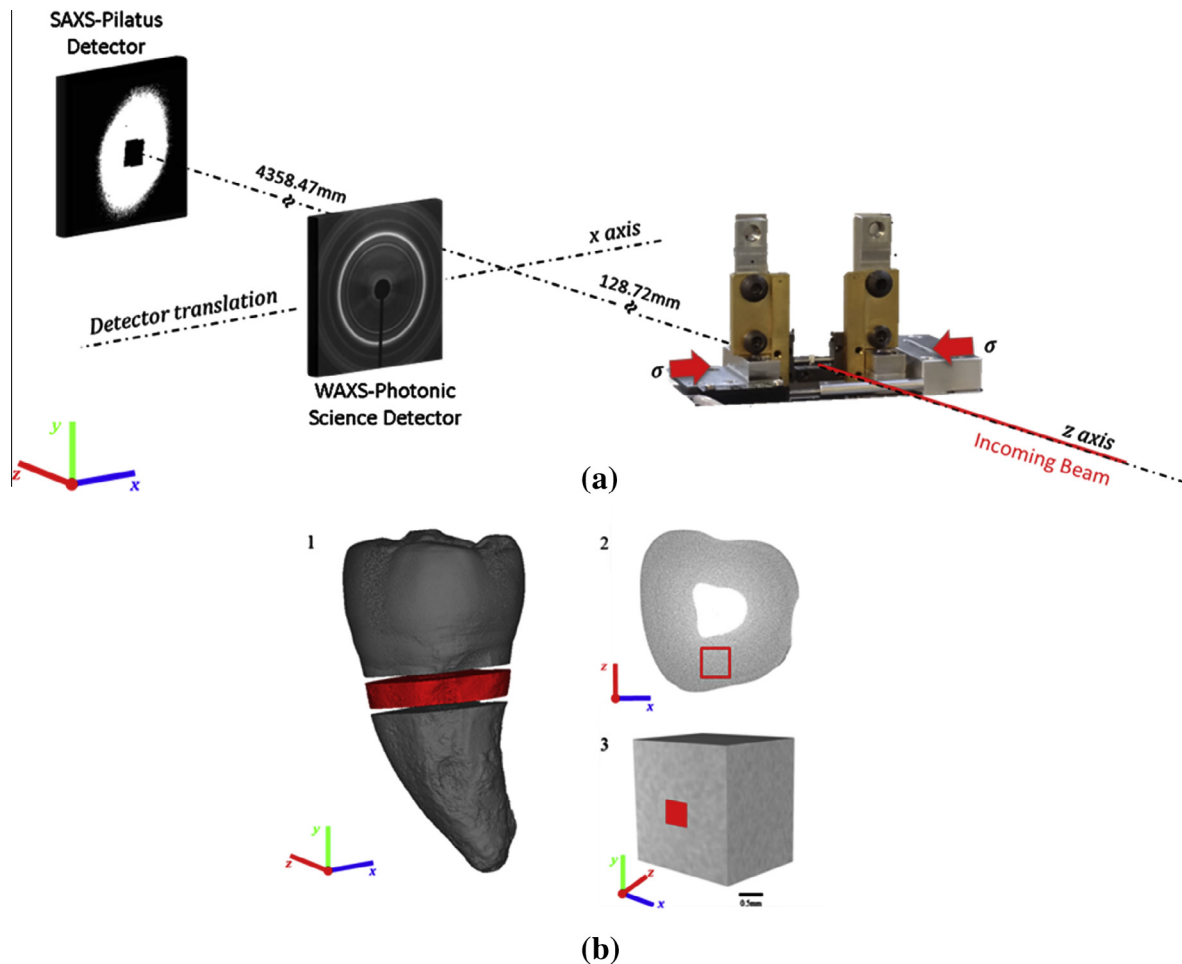 SAXS-Pilatus
Detector
4358.47mm
x axis
Detector translation
128.72mm
σ
σ
WAXS-Photonic
Science Detector
z axis
Incoming Beam
y
z
x
(a)
1
2
z
x
3
y
z
x
y
z
x
0.5mm
(b)